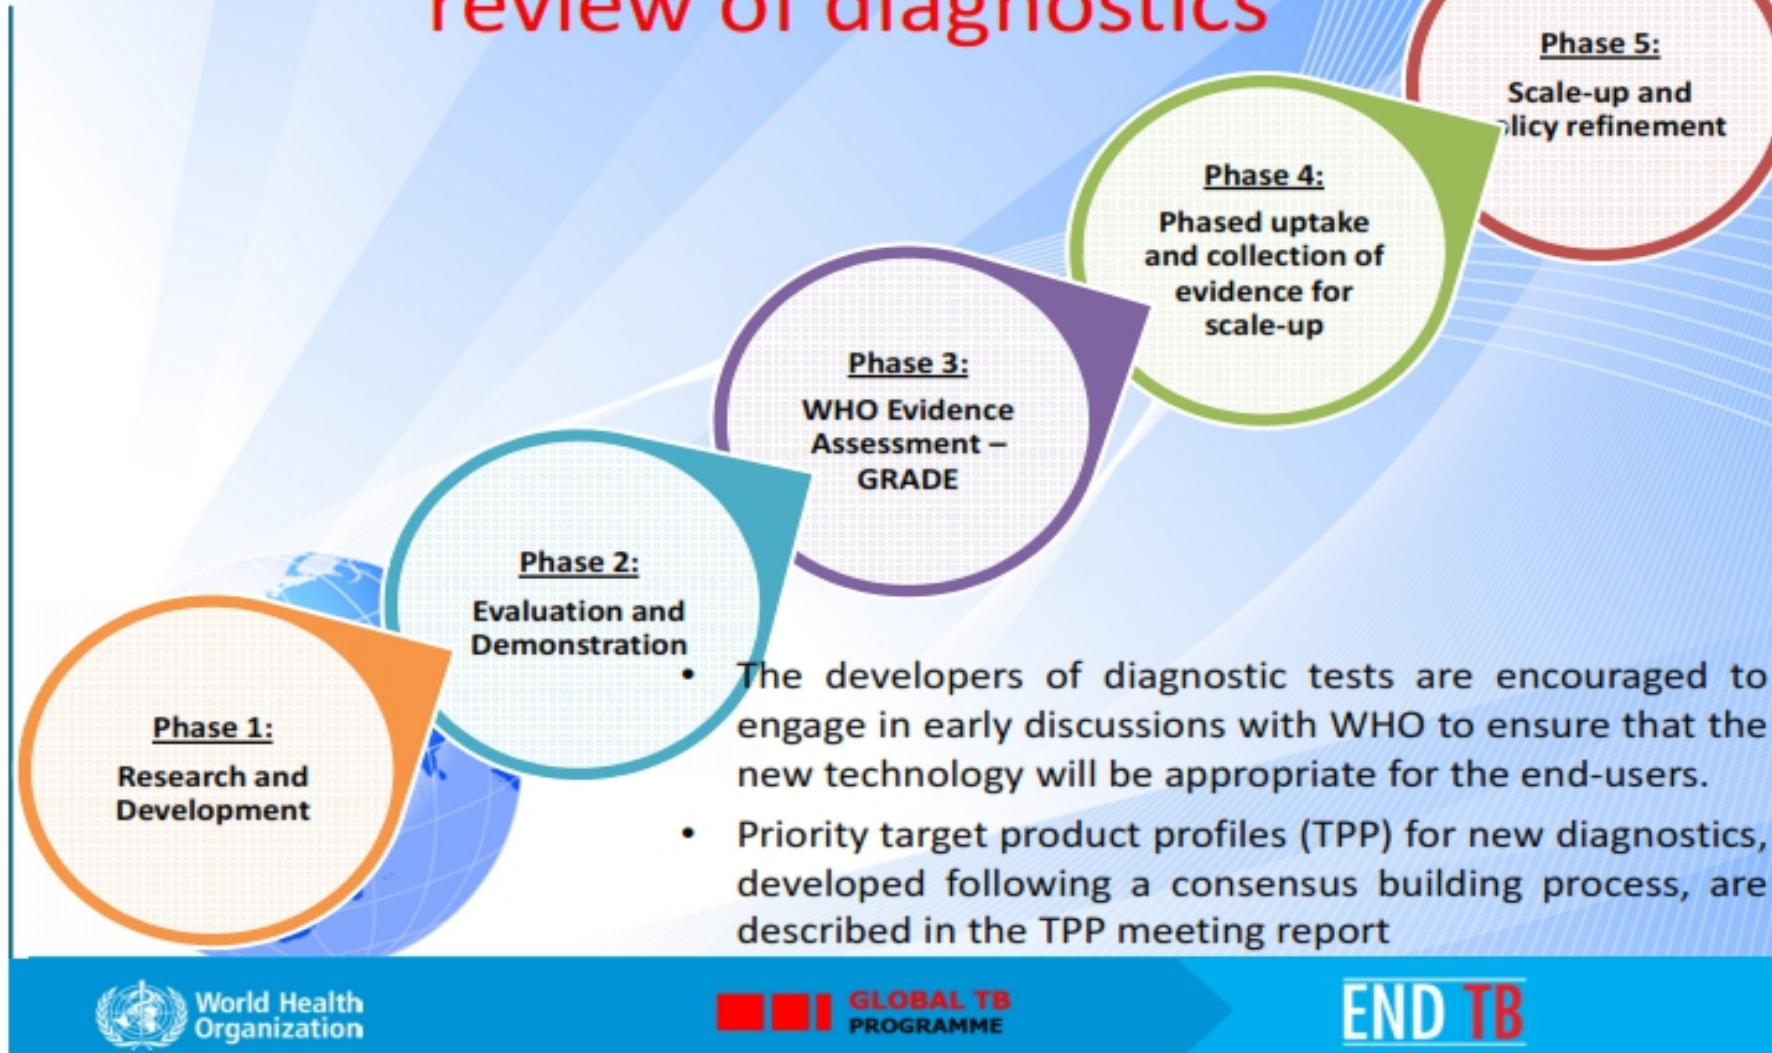 review of diagnostics
Phase 5:
Scale-up and
licy refinement
Phase 4:
Phased uptake
and collection of
evidence for
scale-up
Phase 3:
WHO Evidence
Assessment –
GRADE
Phase 2:
Evaluation and
Demonstration
Phase 1:
Research and
Development
• The developers of diagnostic tests are encouraged to
engage in early discussions with WHO to ensure that the
new technology will be appropriate for the end-users.
• Priority target product profiles (TPP) for new diagnostics,
developed following a consensus building process, are
described in the TPP meeting report
World Health
Organization
GLOBAL TB
PROGRAMME
END TB